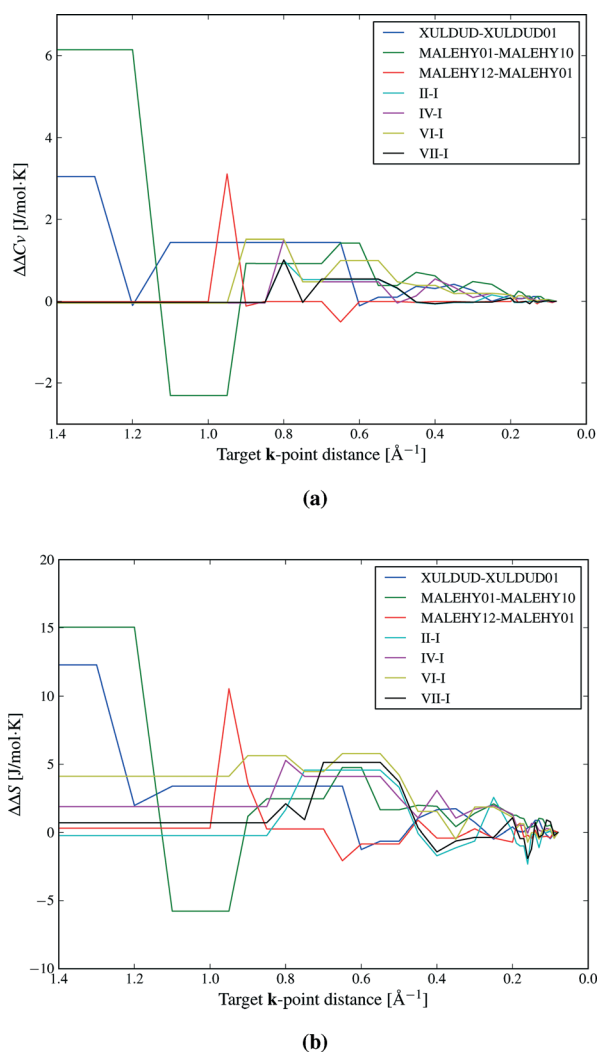 6
4
2
0
−2
ΔΔCv [J/mol·K]
XULDUD-XULDUD01
MALEHY01-MALEHY10
MALEHY12-MALEHY01
II-I
IV-I
VI-I
VII-I
1.4 1.2 1.0 0.8 0.6 0.4 0.2 0.0
Target k-point distance [Å⁻¹]
(a)
20
15
10
5
0
−5
−10
ΔΔS [J/mol·K]
XULDUD-XULDUD01
MALEHY01-MALEHY10
MALEHY12-MALEHY01
II-I
IV-I
VI-I
VII-I
1.4 1.2 1.0 0.8 0.6 0.4 0.2 0.0
Target k-point distance [Å⁻¹]
(b)